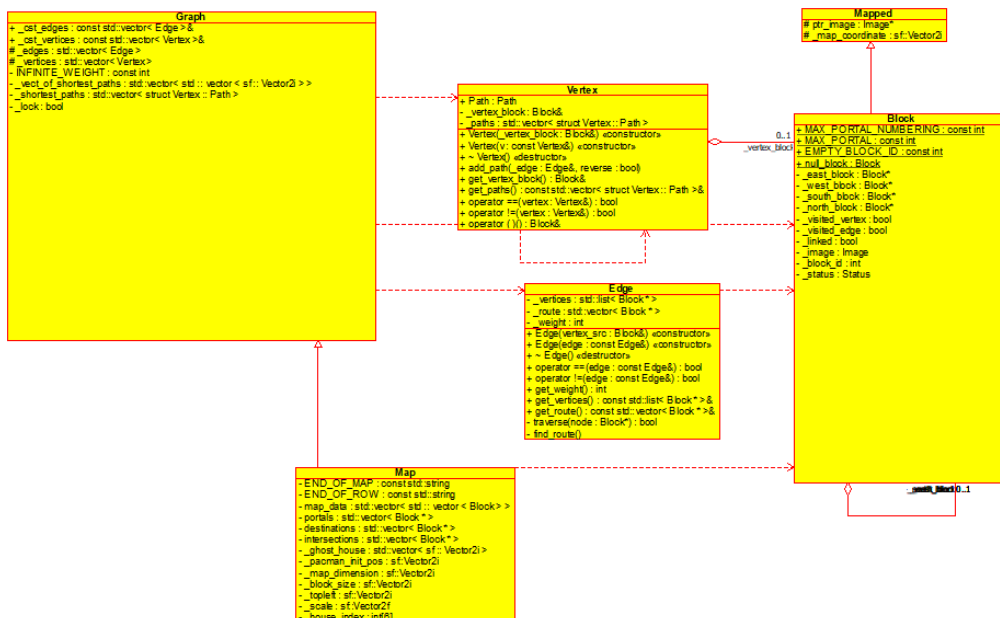 Graph
+ _cst_edges : const std::vector< Edge >&
+ _cst_vertices : const std::vector< Vertex >&
# _edges : std::vector< Edge >
# _vertices : std::vector< Vertex>
- INFINITE_WEIGHT : const int
- _vect_of_shortest_paths : std::vector< std :: vector < sf:: Vector2i > >
- _shortest_paths : std::vector< struct Vertex :: Path >
- _lock : bool
Mapped
# ptr_image : Image*
# _map_coordinate : sf::Vector2i
Vertex
+ Path : Path
- _vertex_block : Block&
- _paths : std::vector< struct Vertex:: Path >
+ Vertex(_vertex_block : Block&) «constructor»
+ Vertex(v : const Vertex&) «constructor»
+ ~ Vertex() «destructor»
+ add_path(_edge : Edge&, reverse : bool)
+ get_vertex_block() : Block&
+ get_paths() : const std::vector< struct Vertex :: Path >&
+ operator ==(vertex : Vertex&) : bool
+ operator !=(vertex : Vertex&) : bool
+ operator ( )() : Block&
0..1
_vertex_block
Block
+ MAX_PORTAL_NUMBERING : const int
+ MAX_PORTAL : const int
+ EMPTY_BLOCK_ID : const int
+ null_block : Block
- _east_block : Block*
- _west_block : Block*
- _south_block : Block*
- _north_block : Block*
- _visited_vertex : bool
- _visited_edge : bool
- _linked : bool
- _image : Image
- _block_id : int
- _status : Status
0..1
Edge
- _vertices : std::list< Block * >
- _route : std::vector< Block * >
- _weight : int
+ Edge(vertex_src : Block&) «constructor»
+ Edge(edge : const Edge&) «constructor»
+ ~ Edge() «destructor»
+ operator ==(edge : const Edge&) : bool
+ operator !=(edge : const Edge&) : bool
+ get_weight() : int
+ get_vertices() : const std::list< Block * >&
+ get_route() : const std::vector< Block * >&
- traverse(node : Block*) : bool
- find_route()
Map
- END_OF_MAP : const std::string
- END_OF_ROW : const std::string
- map_data : std::vector< std :: vector < Block> >
- portals : std::vector< Block * >
- destinations : std::vector< Block * >
- intersections : std::vector< Block * >
- _ghost_house : std::vector< sf :: Vector2i >
- _pacman_init_pos : sf::Vector2i
- _map_dimension : sf::Vector2i
- _block_size : sf::Vector2i
- _topleft : sf::Vector2i
- _scale : sf::Vector2f
- _house_index : int[6]